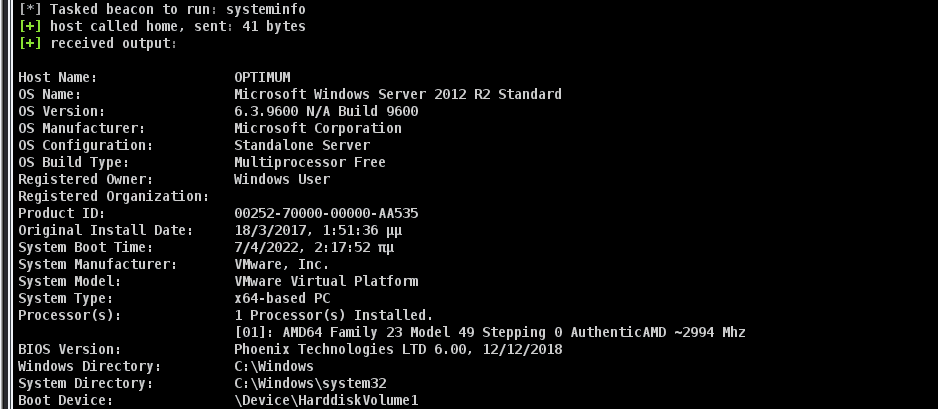 [*] Tasked beacon to run: systeminfo
[+] host called home, sent: 41 bytes
[+] received output:
Host Name: OPTIMUM
OS Name: Microsoft Windows Server 2012 R2 Standard
OS Version: 6.3.9600 N/A Build 9600
OS Manufacturer: Microsoft Corporation
OS Configuration: Standalone Server
OS Build Type: Multiprocessor Free
Registered Owner: Windows User
Registered Organization:
Product ID: 00252-70000-00000-AA535
Original Install Date: 18/3/2017, 1:51:36 μμ
System Boot Time: 7/4/2022, 2:17:52 πμ
System Manufacturer: VMware, Inc.
System Model: VMware Virtual Platform
System Type: x64-based PC
Processor(s): 1 Processor(s) Installed.
[01]: AMD64 Family 23 Model 49 Stepping 0 AuthenticAMD ~2994 Mhz
BIOS Version: Phoenix Technologies LTD 6.00, 12/12/2018
Windows Directory: C:\Windows
System Directory: C:\Windows\system32
Boot Device: \Device\HarddiskVolume1